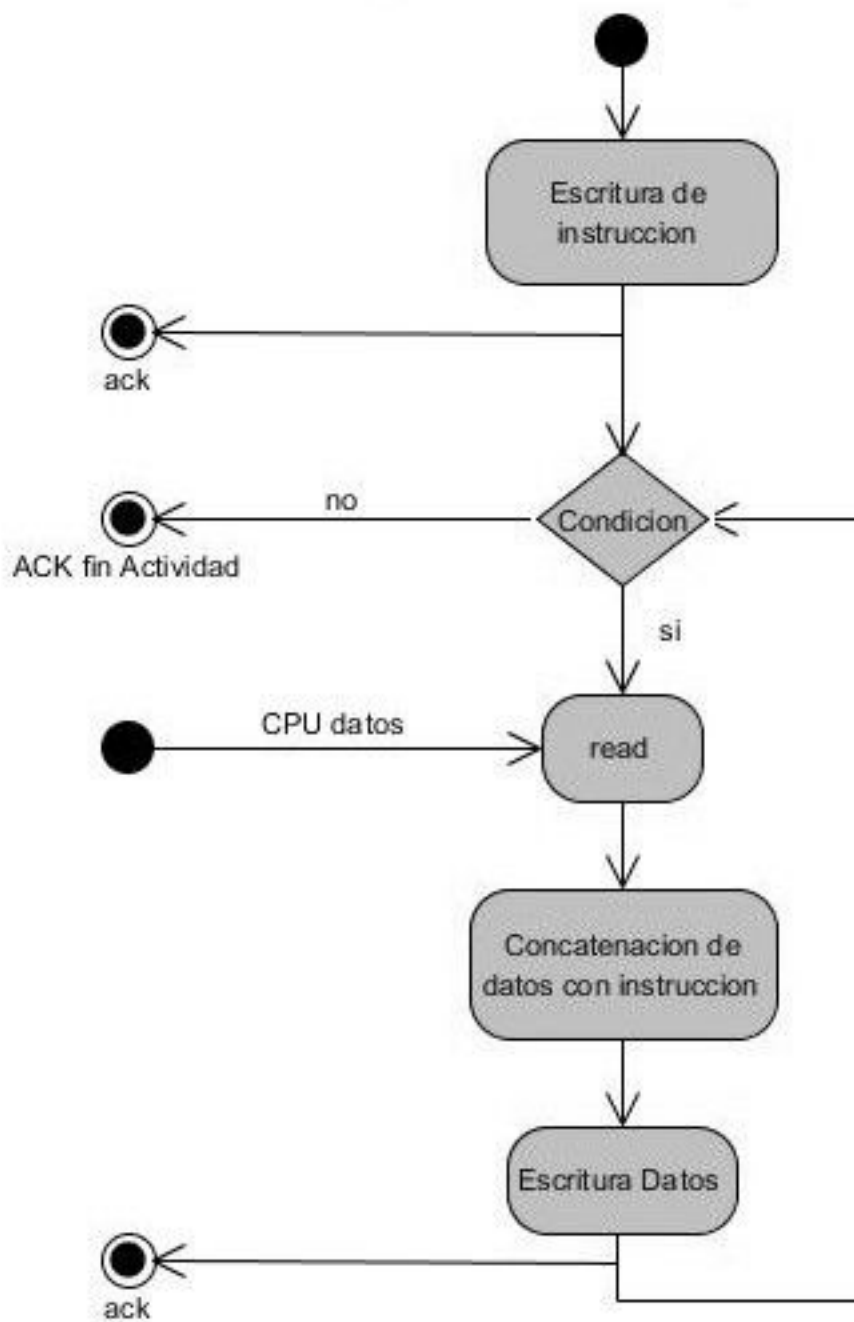 Escritura de
instruccion
ack
no
Condicion
ACK fin Actividad
si
CPU datos
read
Concatenacion de
datos con instruccion
Escritura Datos
ack